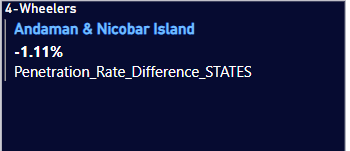 4-Wheelers
Andaman & Nicobar Island
-1.11%
Penetration_Rate_Difference_STATES